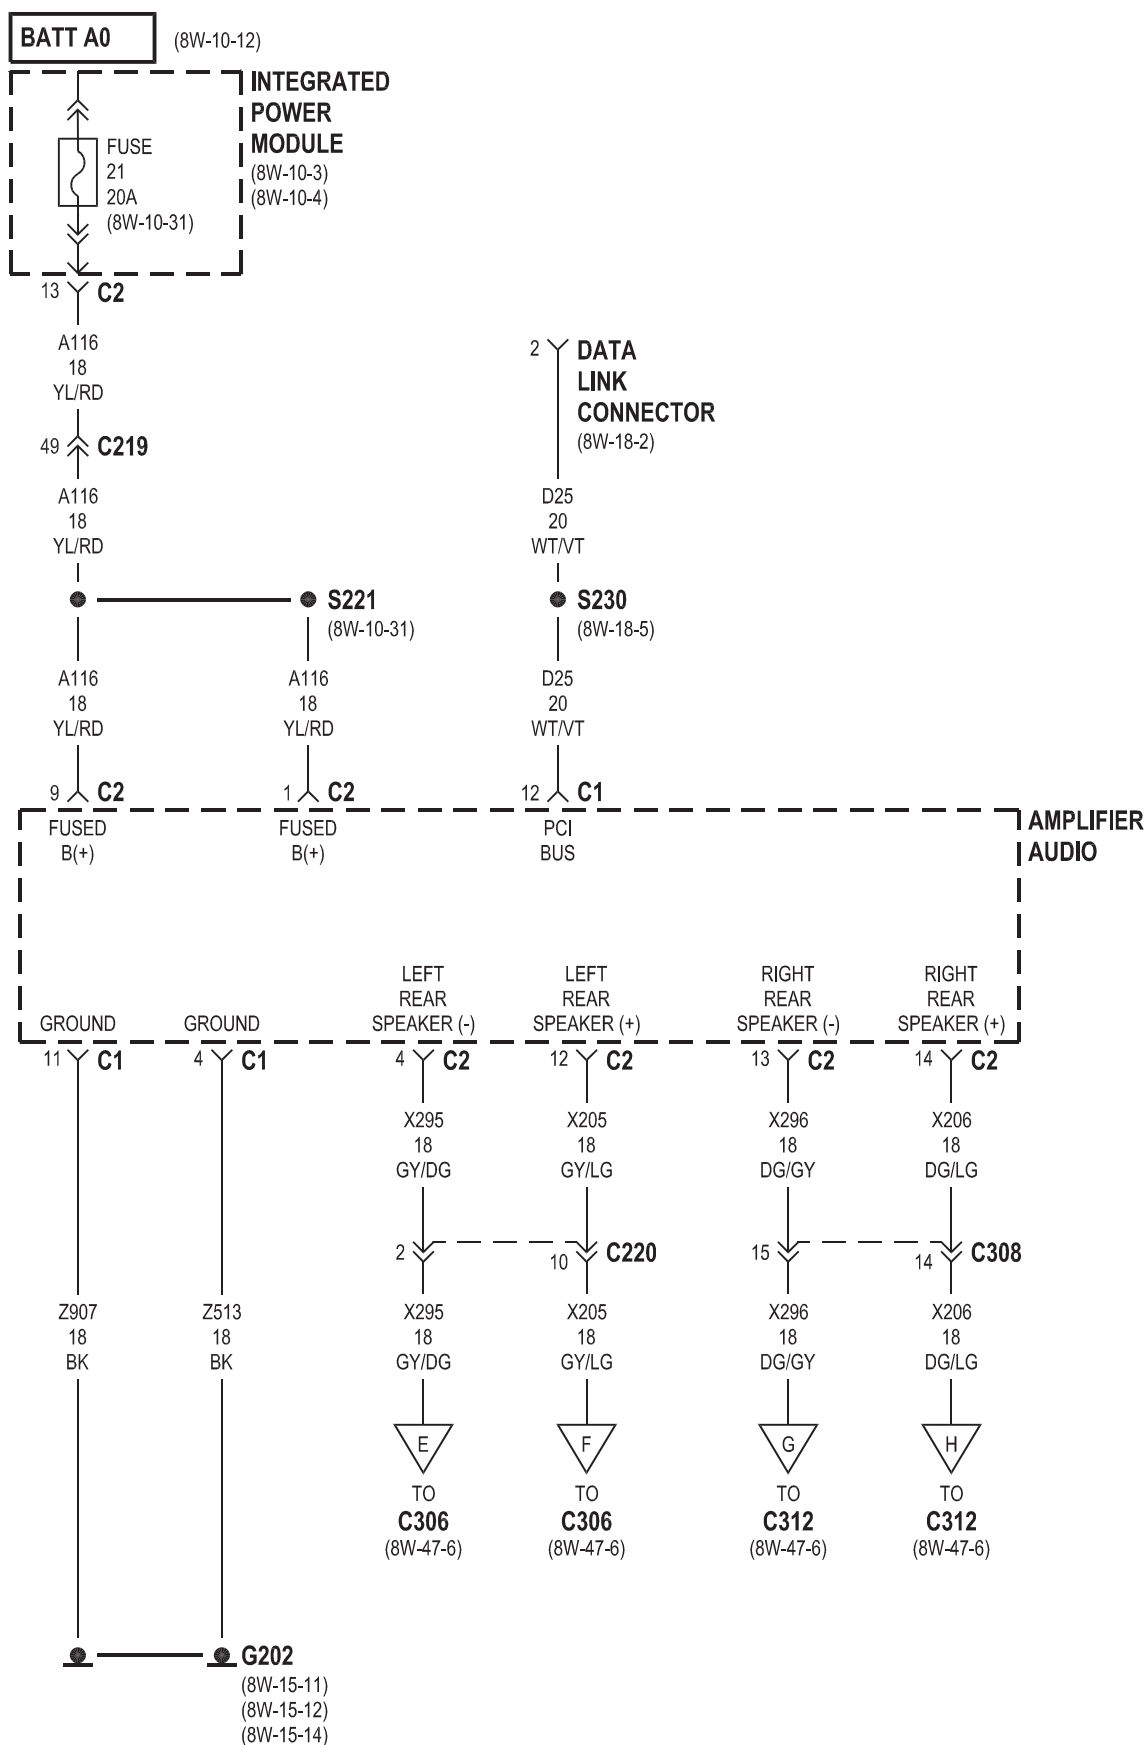 BATT A0
(8W-10-12)
INTEGRATED
POWER
MODULE
(8W-10-3)
(8W-10-4)
FUSE
21
20A
(8W-10-31)
13 C2
A116
18
YL/RD
2 DATA
LINK
CONNECTOR
(8W-18-2)
49 C219
A116
18
YL/RD
D25
20
WT/VT
S221
(8W-10-31)
S230
(8W-18-5)
A116
18
YL/RD
A116
18
YL/RD
D25
20
WT/VT
9 C2
1 C2
12 C1
FUSED
B(+)
FUSED
B(+)
PCI
BUS
AMPLIFIER
AUDIO
GROUND
GROUND
LEFT
REAR
SPEAKER (-)
LEFT
REAR
SPEAKER (+)
RIGHT
REAR
SPEAKER (-)
RIGHT
REAR
SPEAKER (+)
11 C1
4 C1
4 C2
12 C2
13 C2
14 C2
X295
18
GY/DG
X205
18
GY/LG
X296
18
DG/GY
X206
18
DG/LG
2
10 C220
15
14 C308
Z907
18
BK
Z513
18
BK
X295
18
GY/DG
X205
18
GY/LG
X296
18
DG/GY
X206
18
DG/LG
E
F
G
H
TO
C306
(8W-47-6)
TO
C306
(8W-47-6)
TO
C312
(8W-47-6)
TO
C312
(8W-47-6)
G202
(8W-15-11)
(8W-15-12)
(8W-15-14)